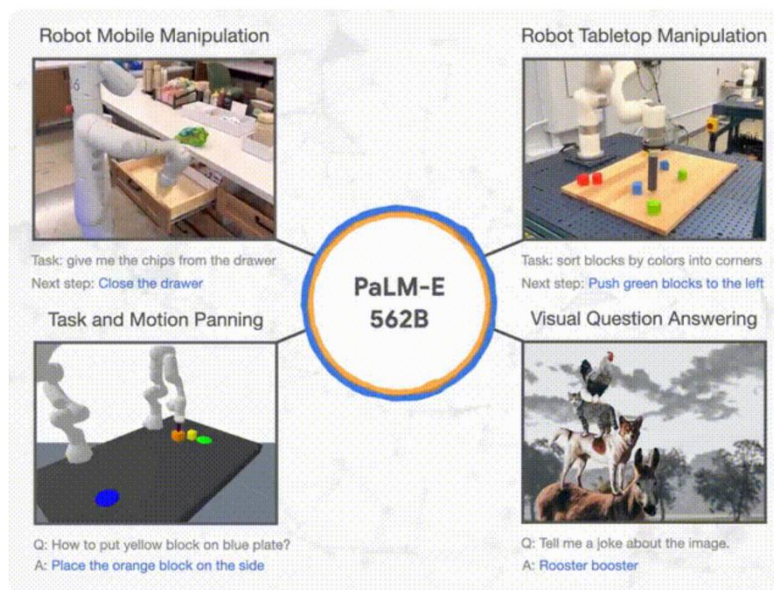 Robot Mobile Manipulation
Robot Tabletop Manipulation
Task: give me the chips from the drawer
Next step: Close the drawer
Task: sort blocks by colors into corners
Next step: Push green blocks to the left
PaLM-E
562B
Task and Motion Panning
Visual Question Answering
Q: How to put yellow block on blue plate?
A: Place the orange block on the side
Q: Tell me a joke about the image.
A: Rooster booster